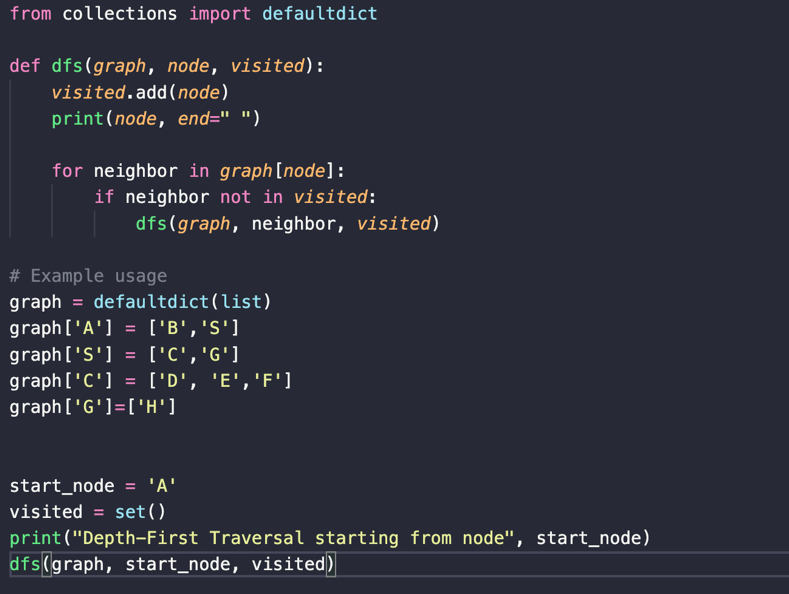 from collections import defaultdict
def dfs(graph, node, visited):
    visited.add(node)
    print(node, end=" ")
    for neighbor in graph[node]:
        if neighbor not in visited:
            dfs(graph, neighbor, visited)
# Example usage
graph = defaultdict(list)
graph['A'] = ['B','S']
graph['S'] = ['C','G']
graph['C'] = ['D', 'E','F']
graph['G']=['H']
start_node = 'A'
visited = set()
print("Depth-First Traversal starting from node", start_node)
dfs(graph, start_node, visited)